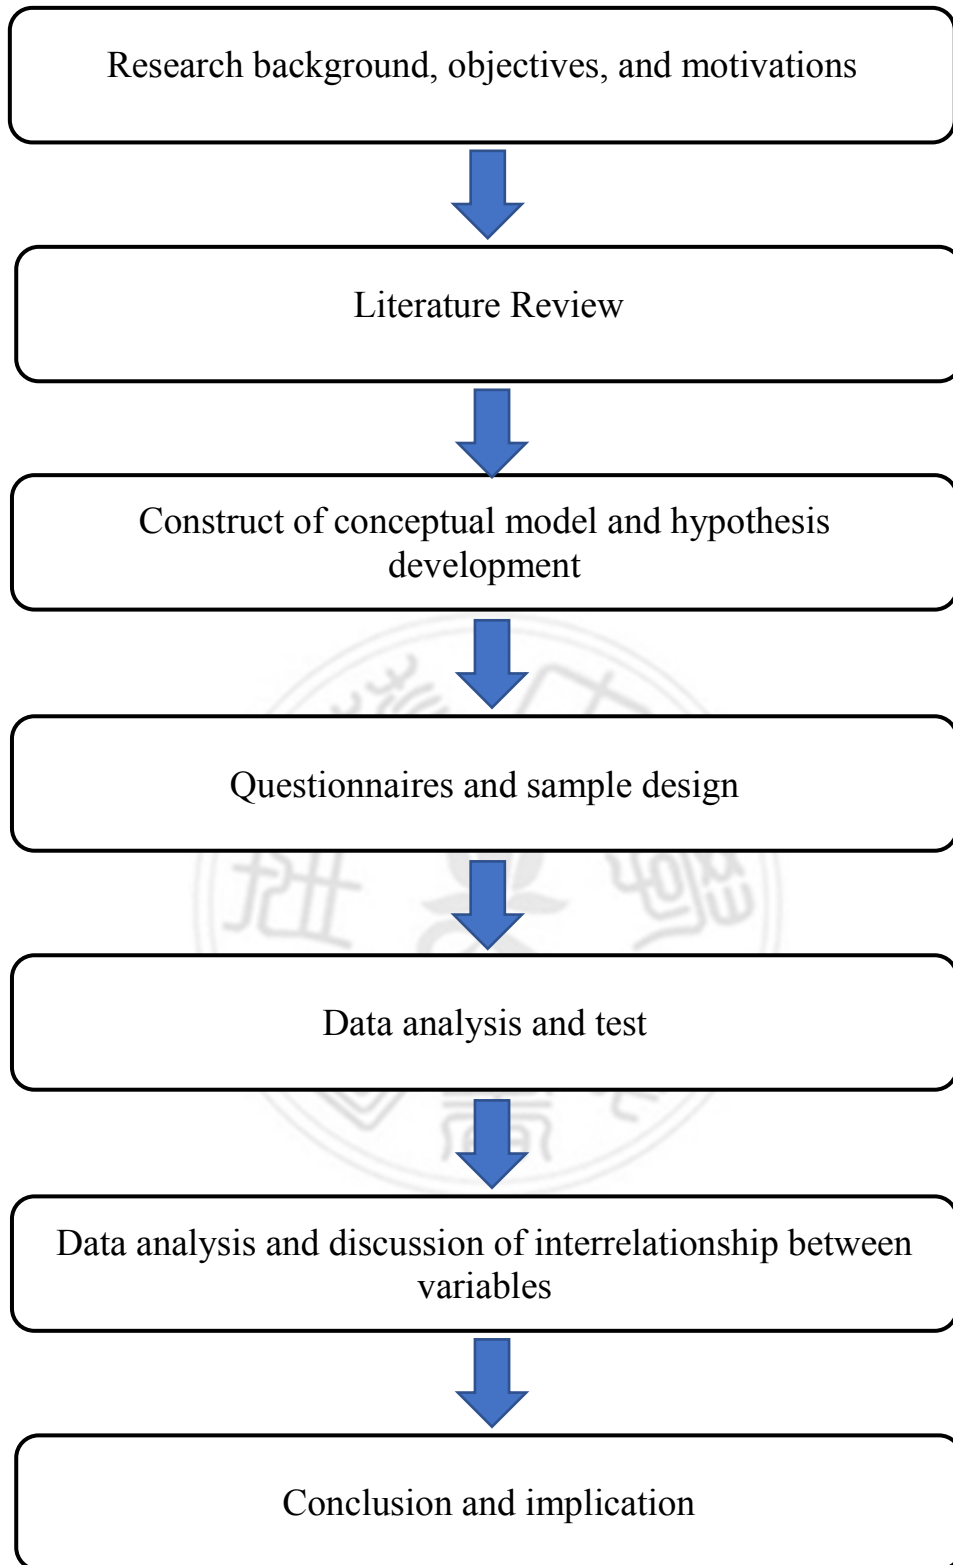 Research background, objectives, and motivations
Literature Review
Construct of conceptual model and hypothesis
development
Questionnaires and sample design
Data analysis and test
Data analysis and discussion of interrelationship between
variables
Conclusion and implication